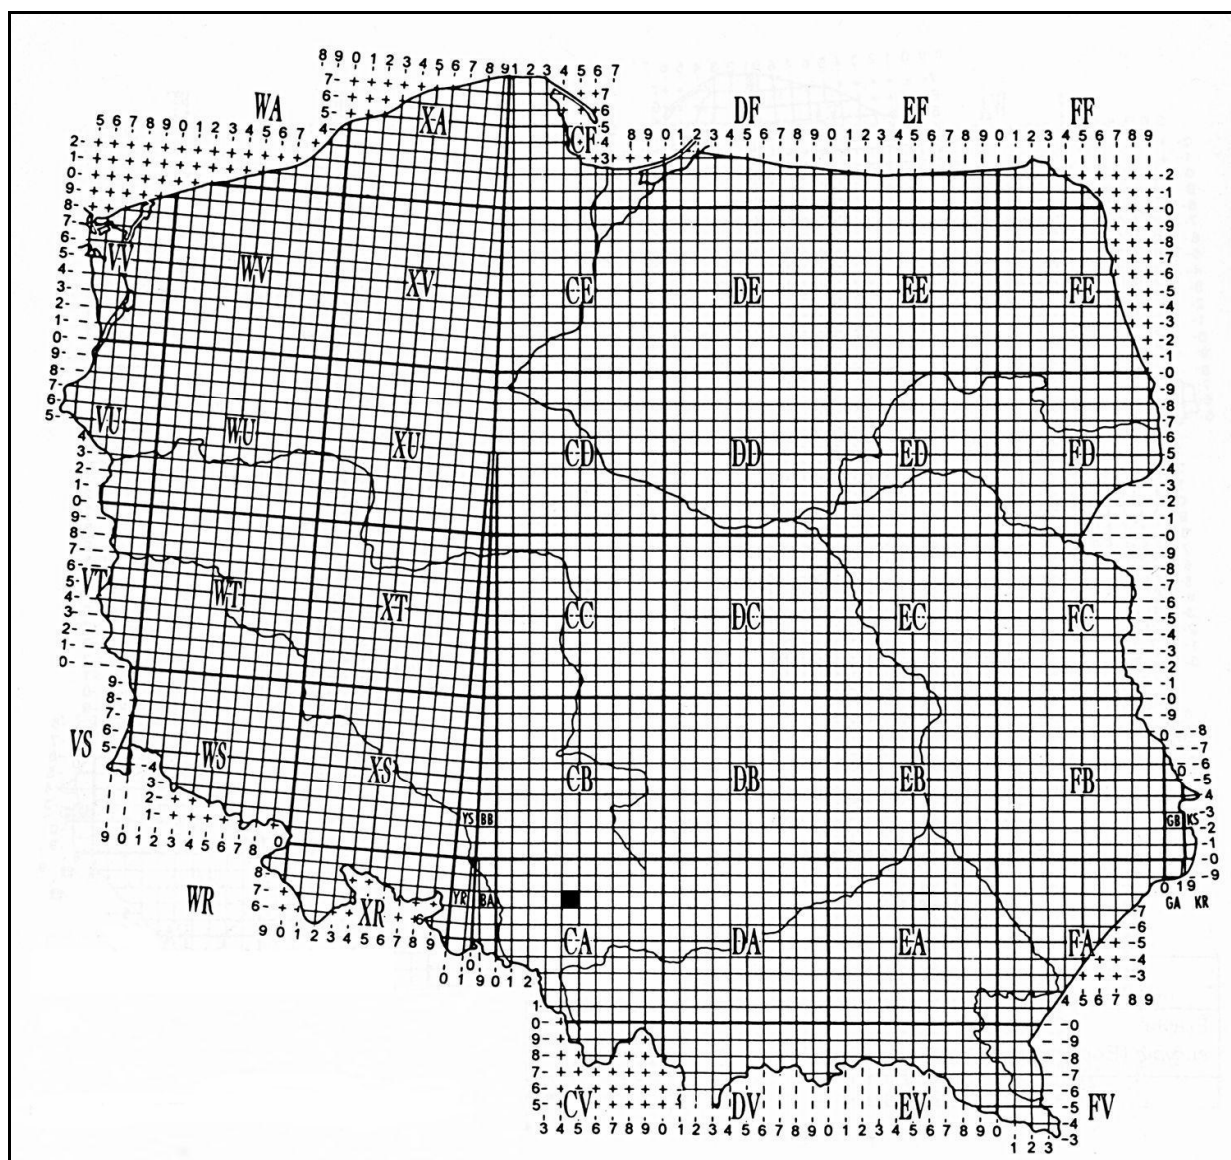 8 9 0 1 2 3 4 5 6 7 8 9 1 2 3 4 5 6 7
WA XA CF DF EF FF
5 6 7 8 9 0 1 2 3 4 5 6 7
8 9 0 1 2 3 4 5 6 7 8 9 0 1 2 3 4 5 6 7 8 9 0 1 2 3 4 5 6 7 8 9
VV WV XV CE DE EE FE
VU WU XU CD DD ED FD
VT WT XT CC DC EC FC
VS WS XS CB DB EB FB
YS BB GB KS
9 0 1 2 3 4 5 6 7 8
WR XR YR BA
0 1 9
GA KR
CA DA EA FA
9 0 1 2 3 4 5 6 7 8 9
0 1 9 0 1 2
4 5 6 7 8 9
CV DV EV FV
3 4 5 6 7 8 9 0 1 2 3 4 5 6 7 8 9 0 1 2 3 4 5 6 7 8 9 0
1 2 3